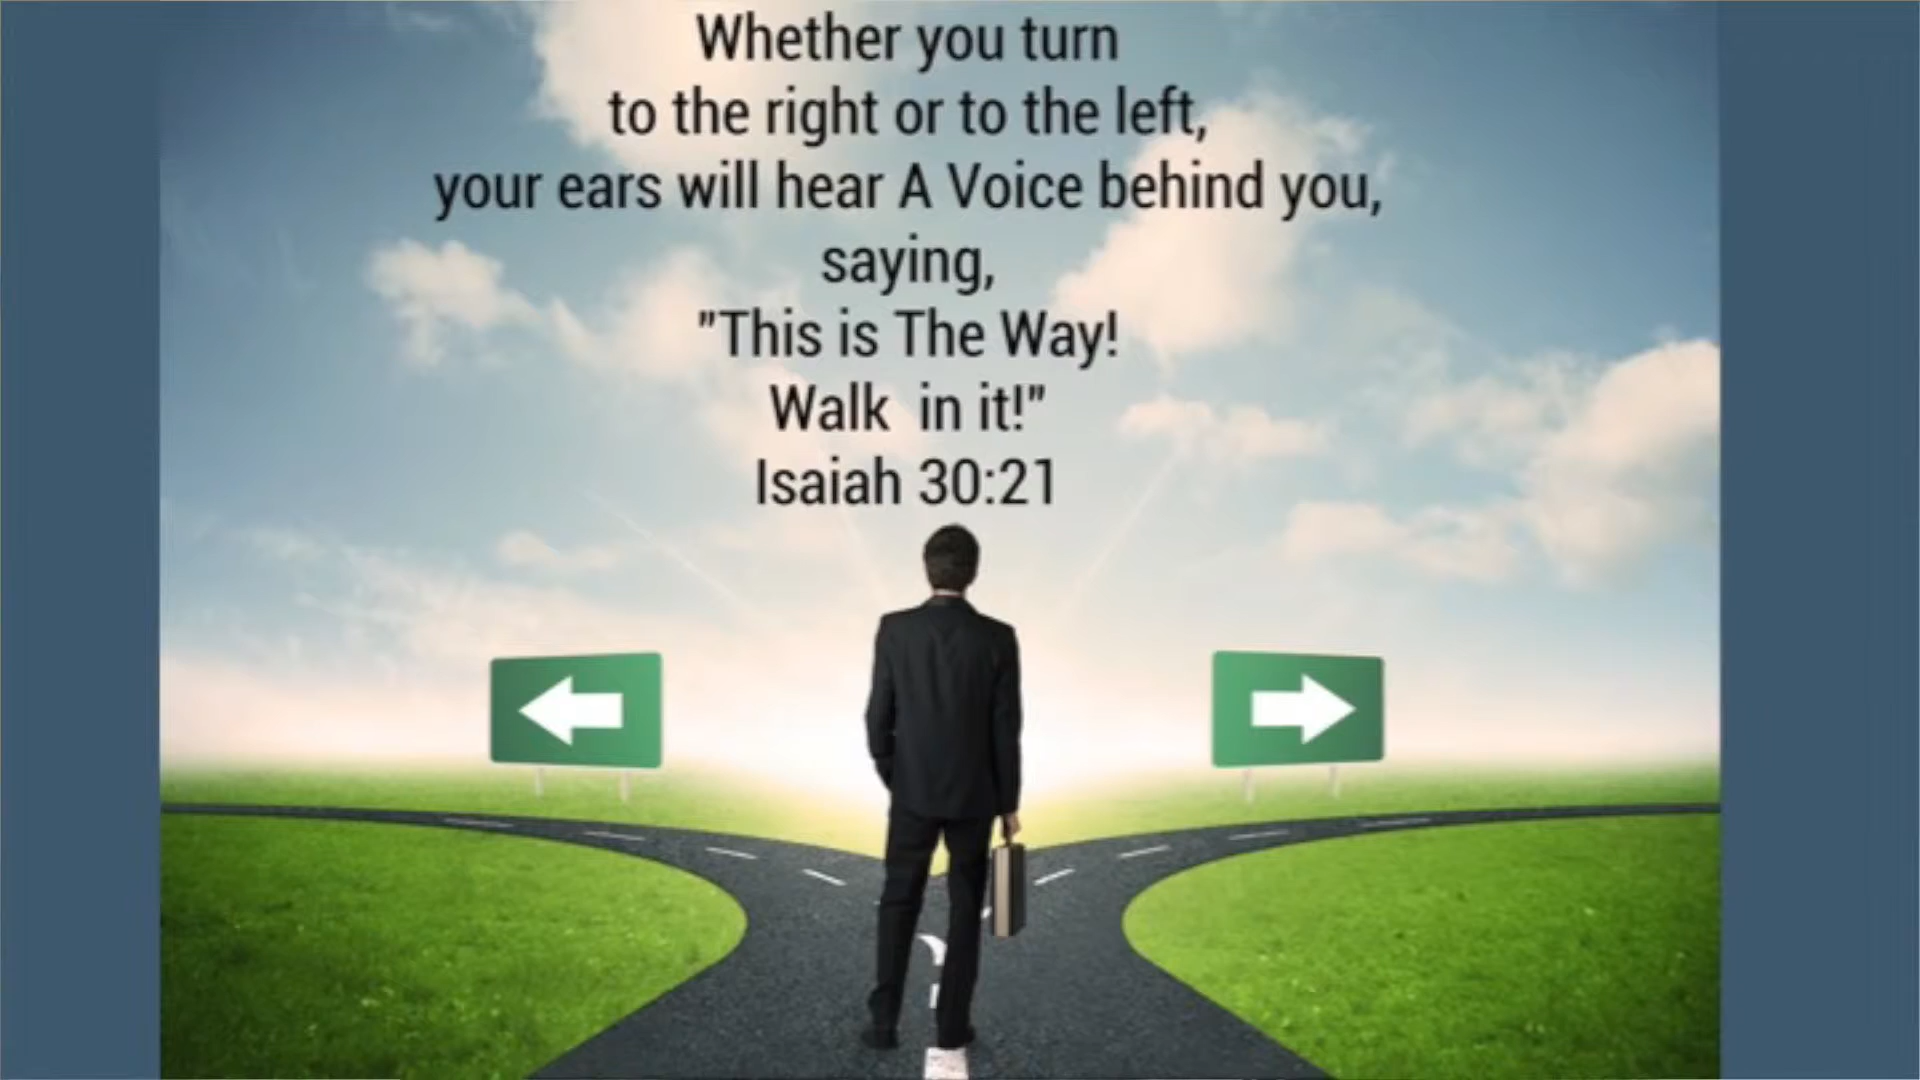 Whether you turn
to the right or to the left,
your ears will hear A Voice behind you,
saying,
"This is The Way!
Walk  in it!"
Isaiah 30:21